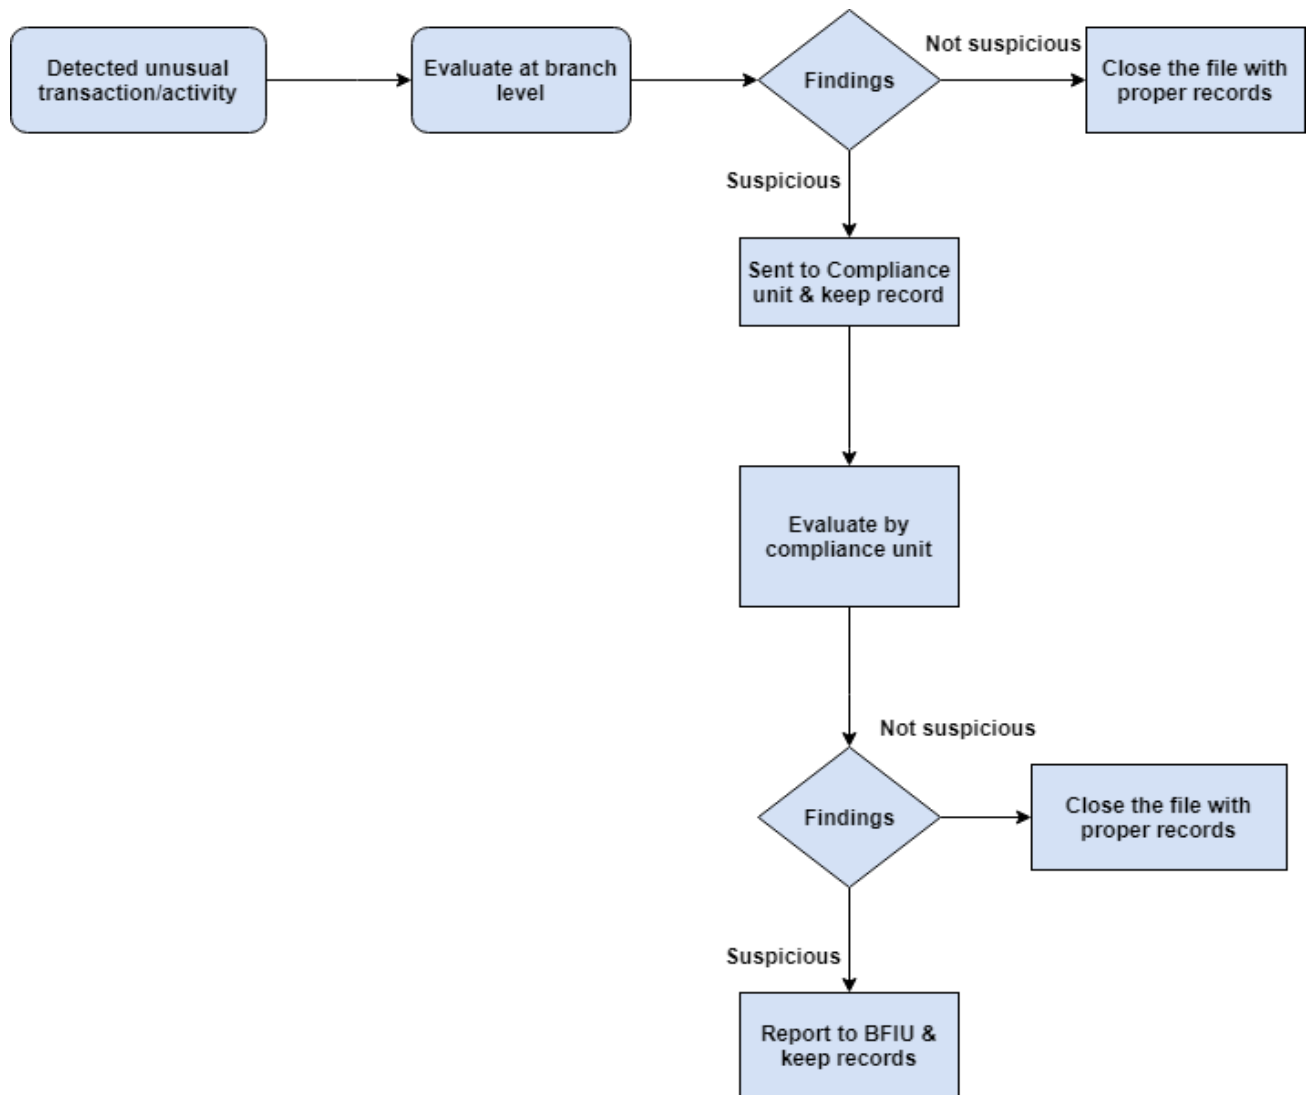 Detected unusual
transaction/activity
Evaluate at branch
level
Findings
Not suspicious
Close the file with
proper records
Suspicious
Sent to Compliance
unit & keep record
Evaluate by
compliance unit
Not suspicious
Findings
Close the file with
proper records
Suspicious
Report to BFIU &
keep records